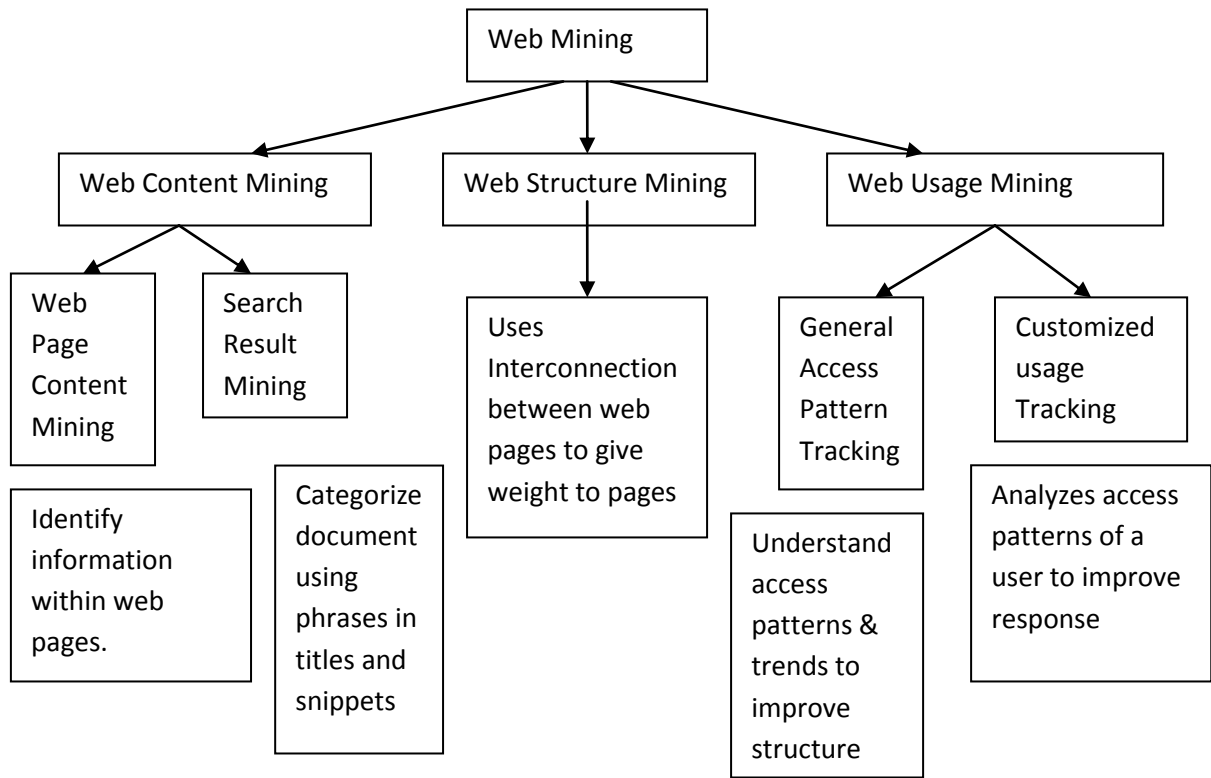 Web Mining
Web Content Mining
Web Structure Mining
Web Usage Mining
Web
Page
Content
Mining
Search
Result
Mining
Uses
Interconnection
between web
pages to give
weight to pages
General
Access
Pattern
Tracking
Customized
usage
Tracking
Identify
information
within web
pages.
Categorize
document
using
phrases in
titles and
snippets
Understand
access
patterns &
trends to
improve
structure
Analyzes access
patterns of a
user to improve
response